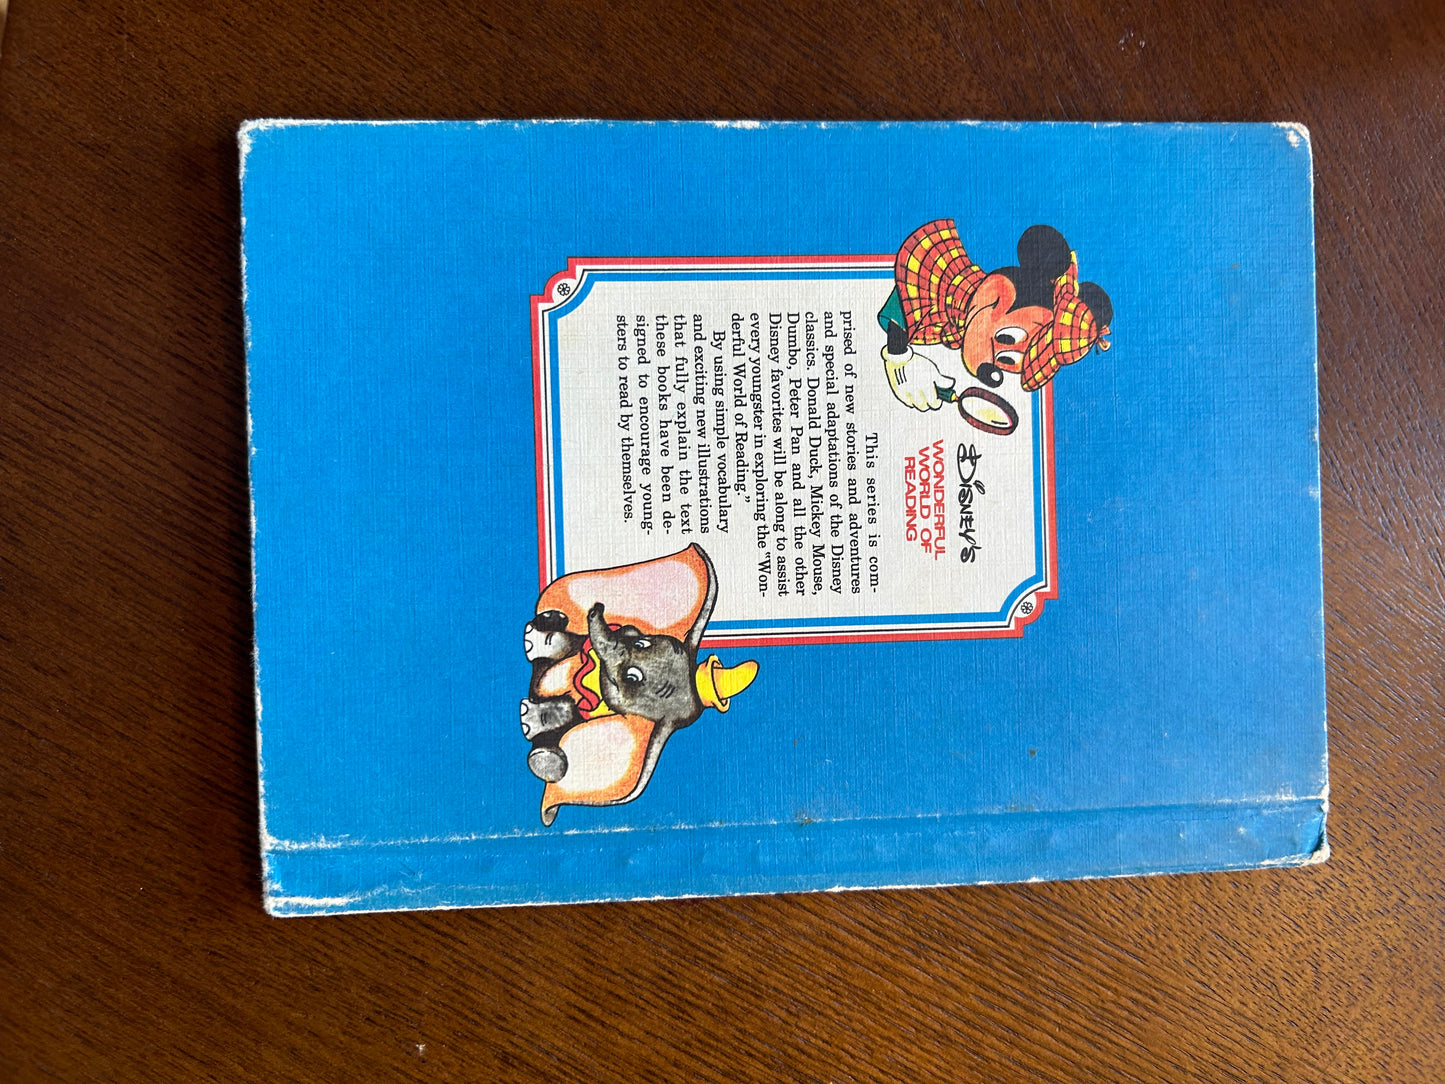 Disney's
WONDERFUL
WORLD OF
READING
This series is com-
prised of new stories and adventures
and special adaptations of the Disney
classics. Donald Duck, Mickey Mouse,
Dumbo, Peter Pan and all the other
Disney favorites will be along to assist
every youngster in exploring the "Won-
derful World of Reading."
By using simple vocabulary
and exciting new illustrations
that fully explain the text
these books have been de-
signed to encourage young-
sters to read by themselves.